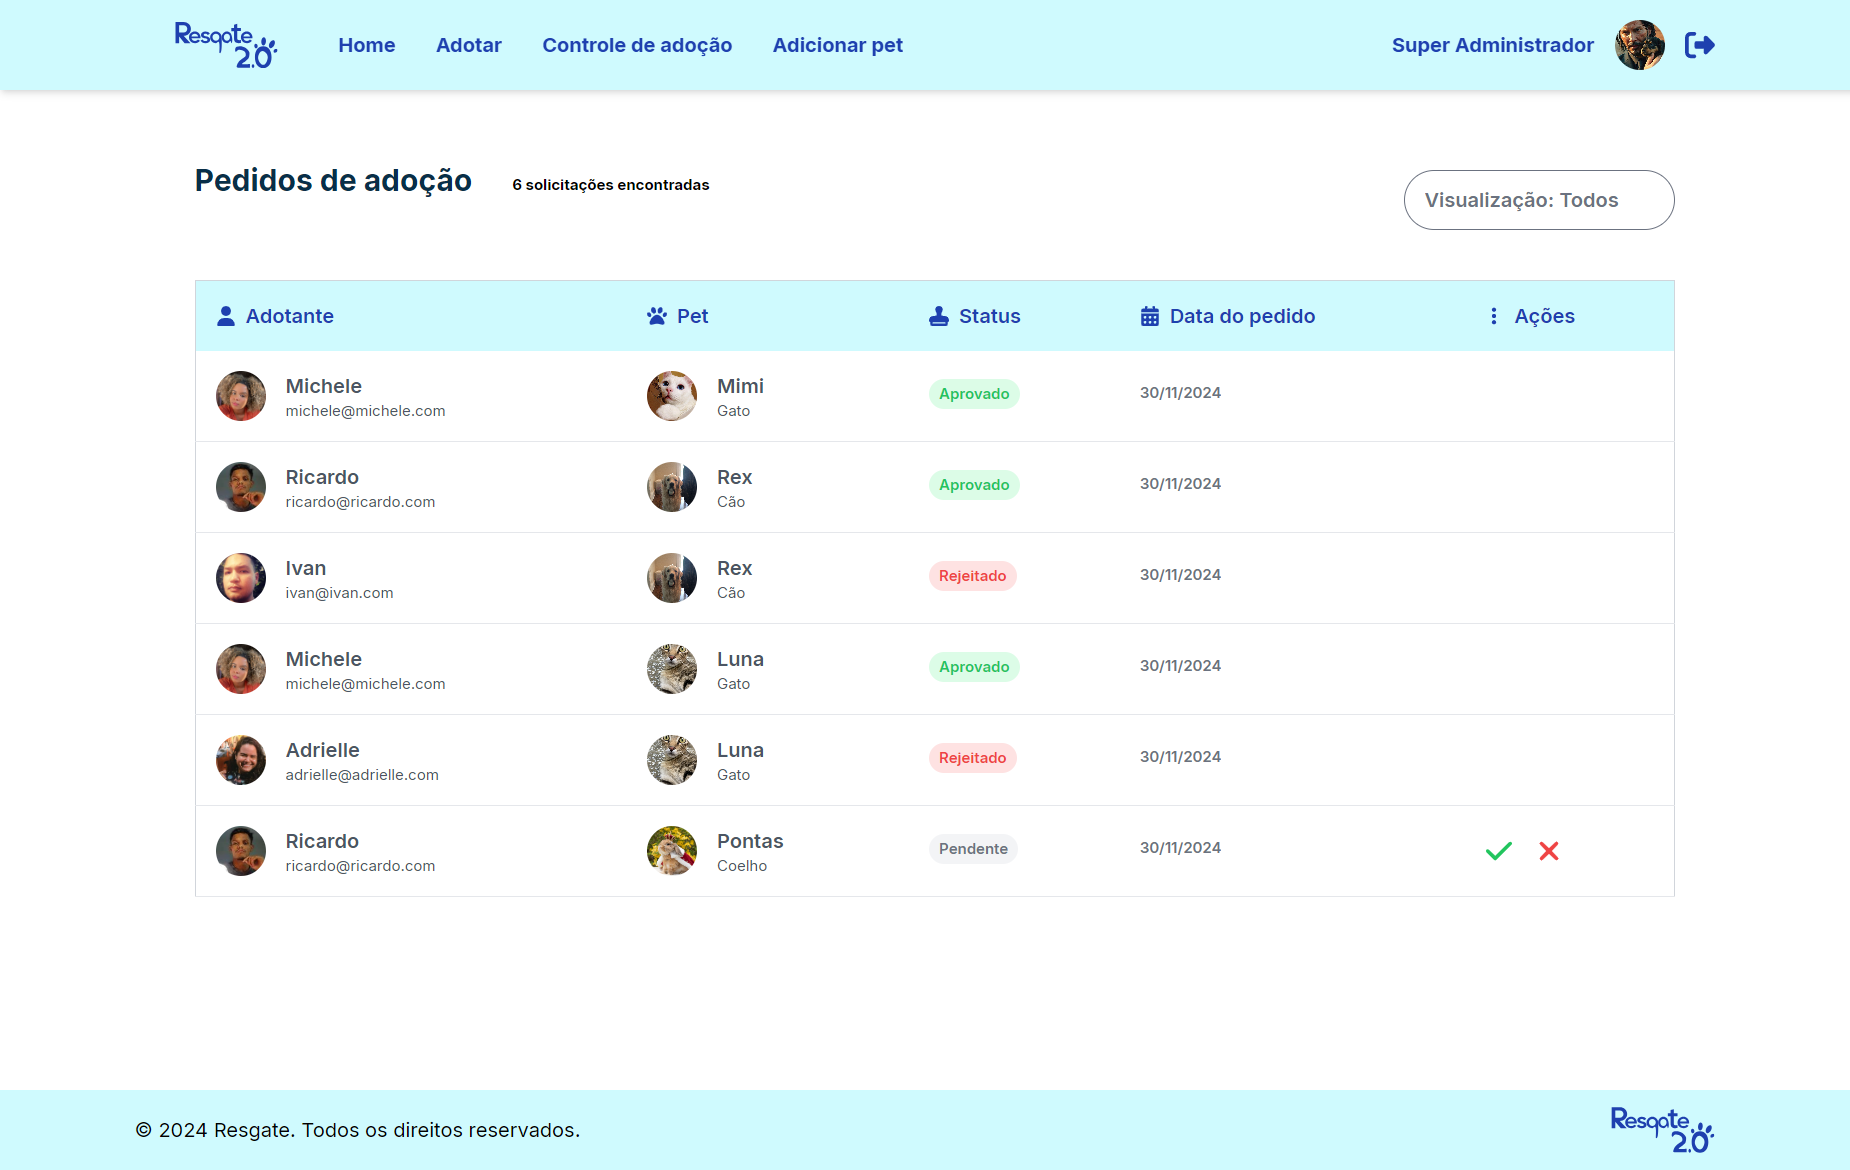 Resgate 2.0
Home
Adotar
Controle de adoção
Adicionar pet
Super Administrador
Pedidos de adoção
6 solicitações encontradas
Visualização: Todos
Adotante
Pet
Status
Data do pedido
Ações
Michele
michele@michele.com
Mimi
Gato
Aprovado
30/11/2024
Ricardo
ricardo@ricardo.com
Rex
Cão
Aprovado
30/11/2024
Ivan
ivan@ivan.com
Rex
Cão
Rejeitado
30/11/2024
Michele
michele@michele.com
Luna
Gato
Aprovado
30/11/2024
Adrielle
adrielle@adrielle.com
Luna
Gato
Rejeitado
30/11/2024
Ricardo
ricardo@ricardo.com
Pontas
Coelho
Pendente
30/11/2024
© 2024 Resgate. Todos os direitos reservados.
Resgate 2.0